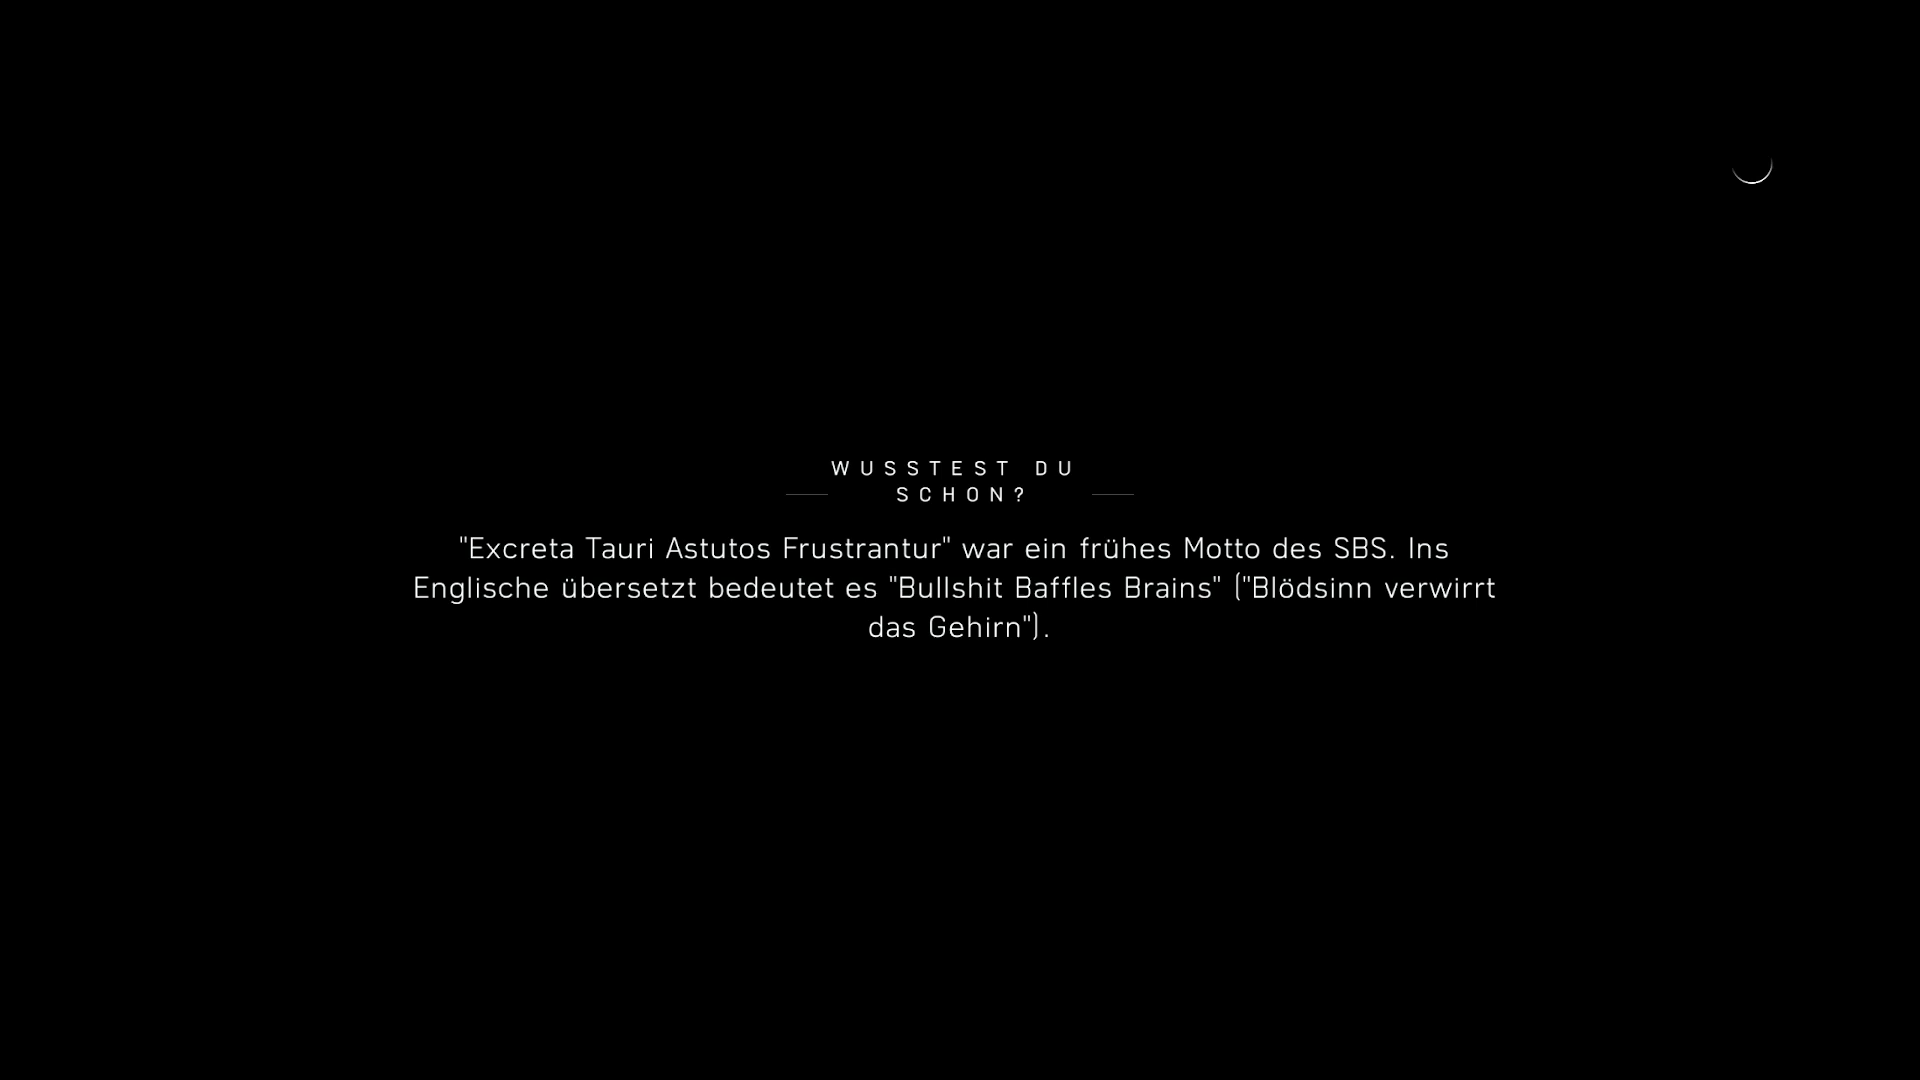 WUSSTEST DU
SCHON?
"Excreta Tauri Astutos Frustrantur" war ein frühes Motto des SBS. Ins
Englische übersetzt bedeutet es "Bullshit Baffles Brains" ("Blödsinn verwirrt
das Gehirn").